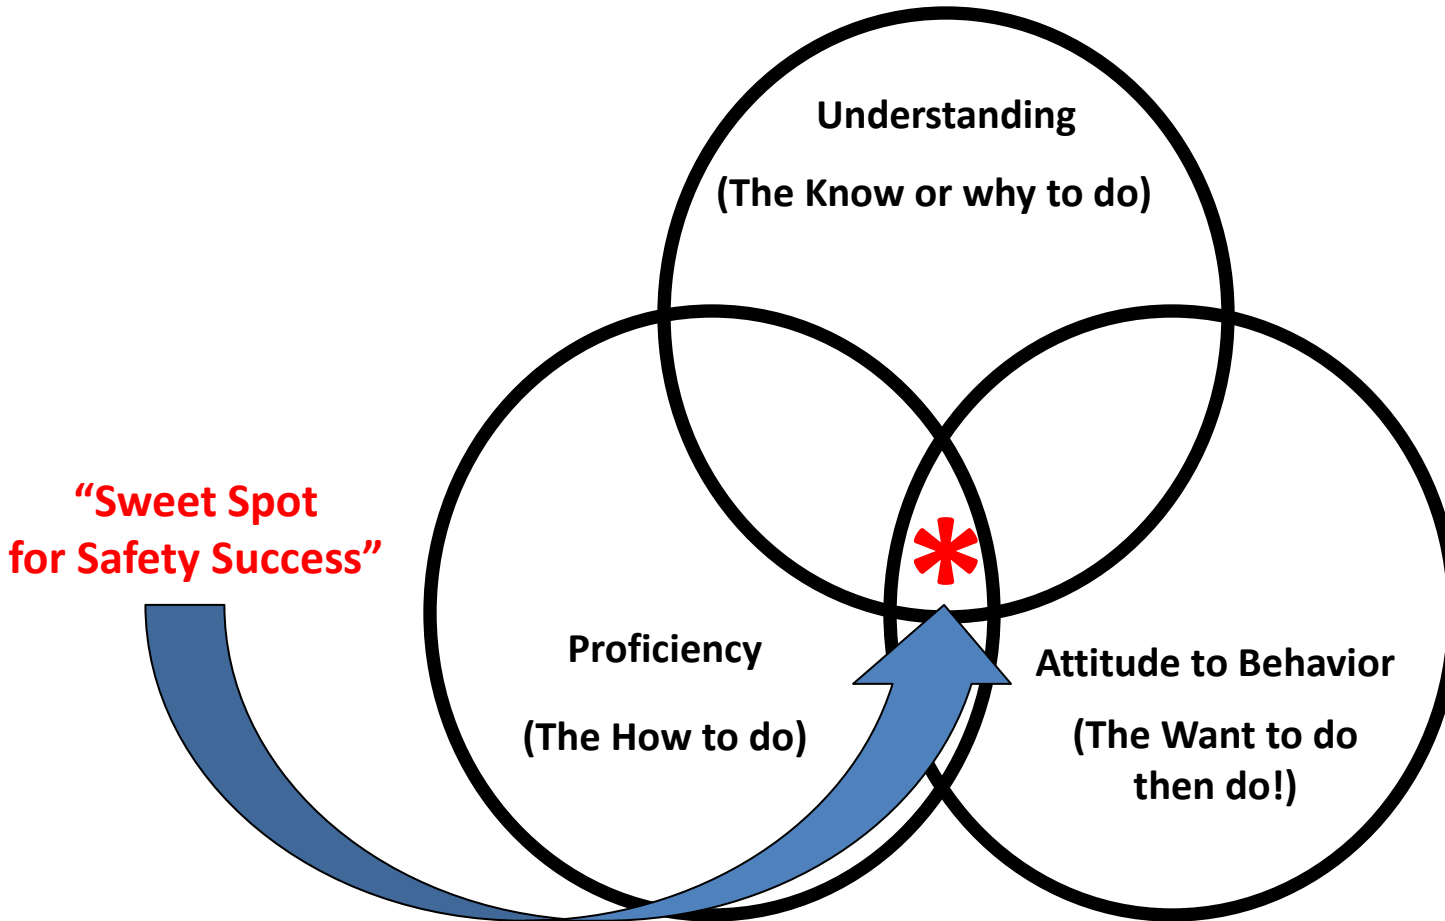 Understanding
(The Know or why to do)
“Sweet Spot
for Safety Success”
*
Proficiency
(The How to do)
Attitude to Behavior
(The Want to do
then do!)